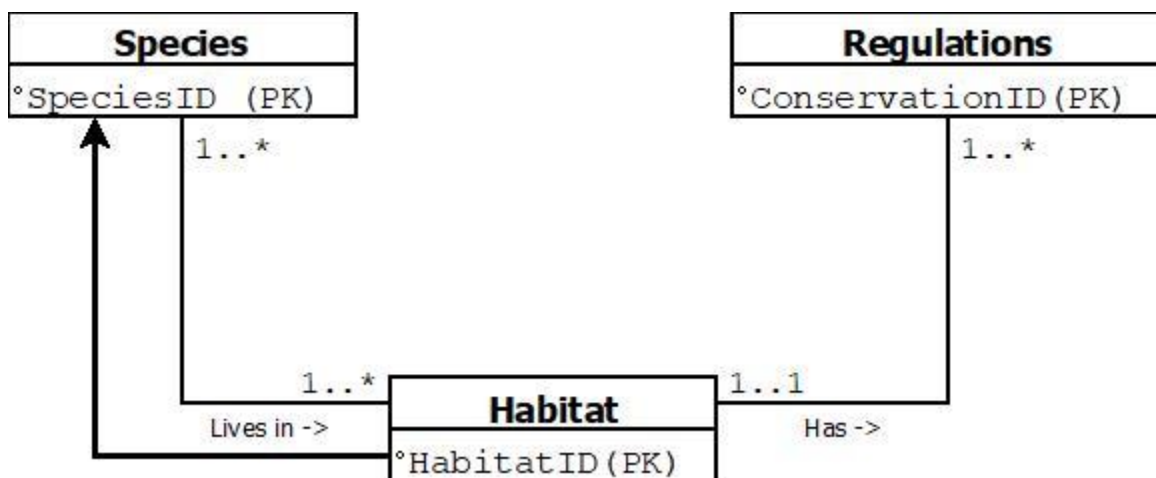 Species
°SpeciesID (PK)
1..*
Regulations
°ConservationID(PK)
1..*
1..*
Lives in ->
Habitat
°HabitatID(PK)
1..1
Has ->